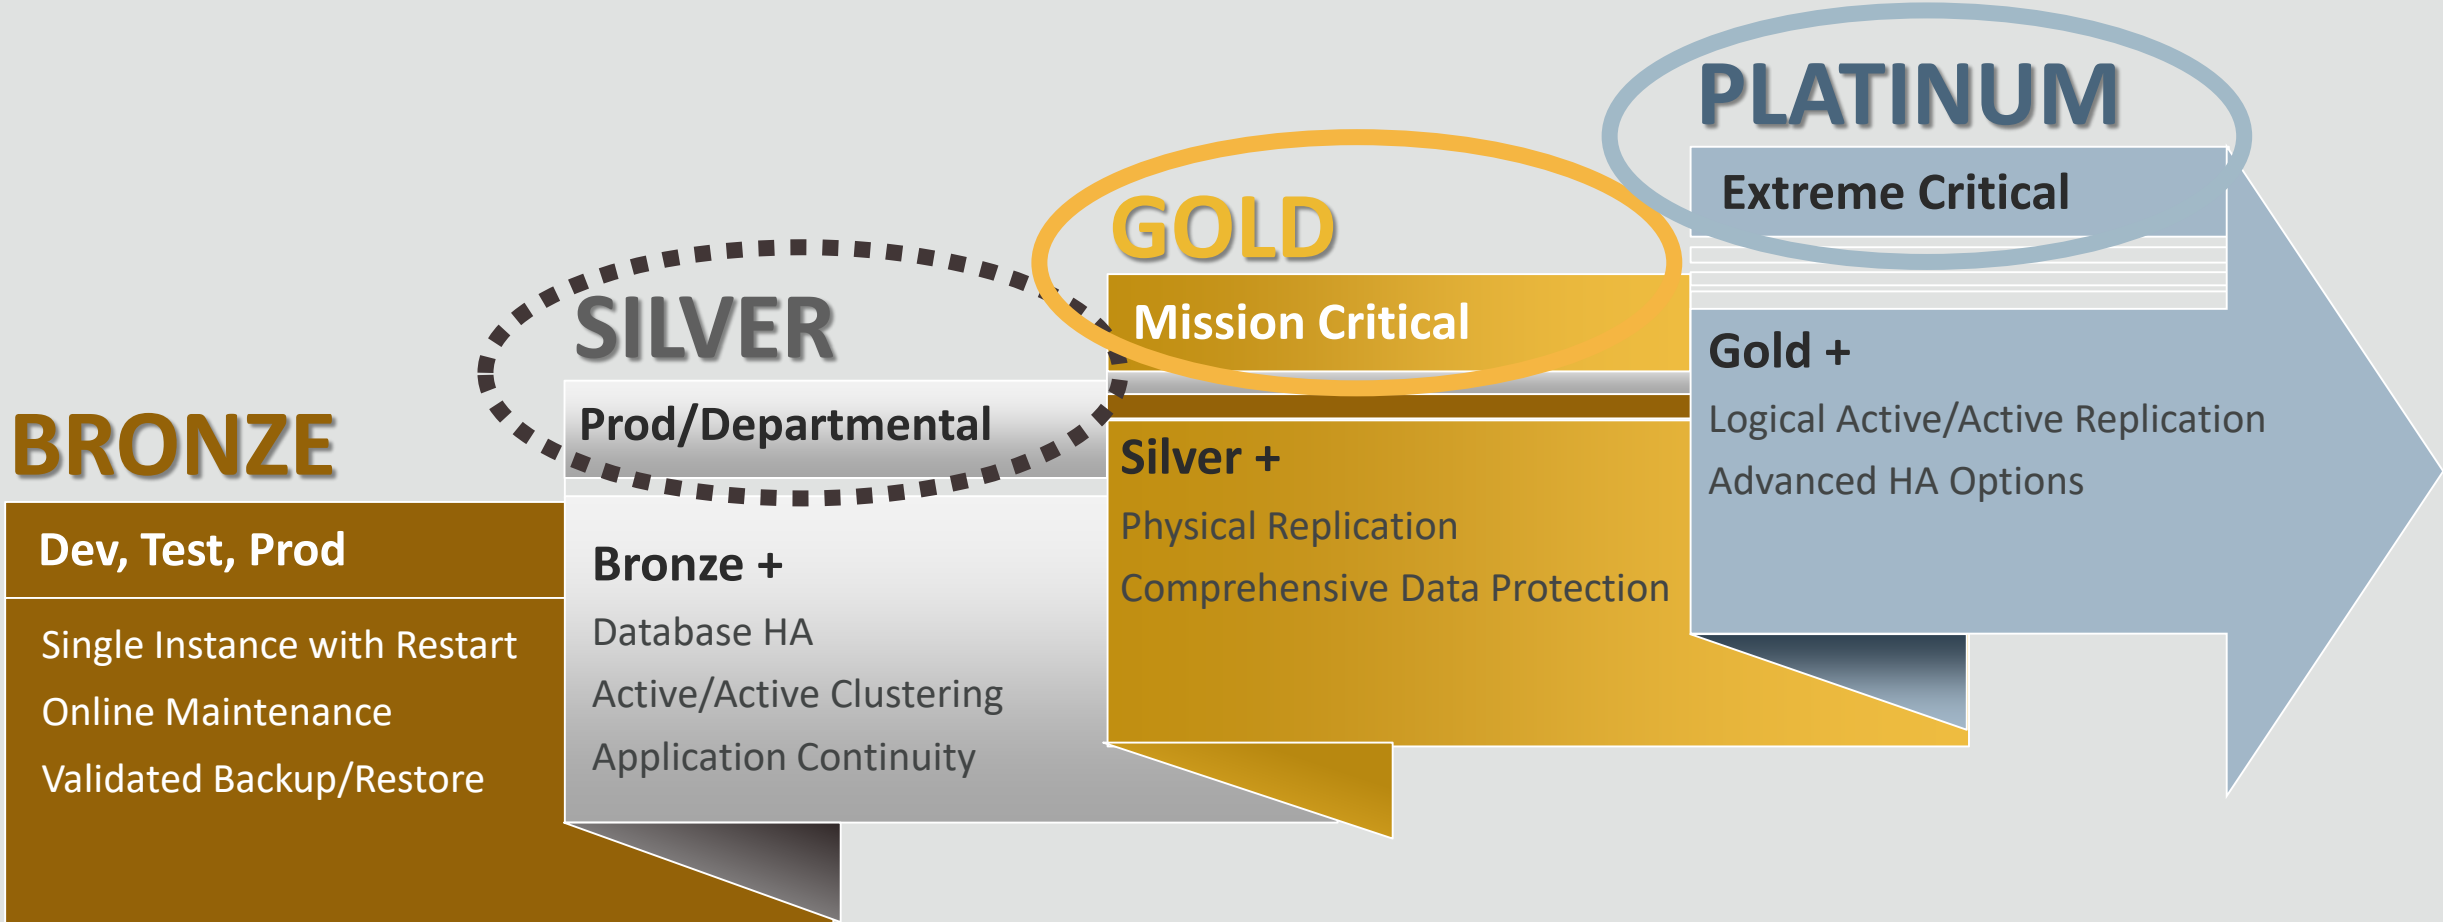 BRONZE
Dev, Test, Prod
Single Instance with Restart
Online Maintenance
Validated Backup/Restore
SILVER
Prod/Departmental
Bronze +
Database HA
Active/Active Clustering
Application Continuity
GOLD
Mission Critical
Silver +
Physical Replication
Comprehensive Data Protection
PLATINUM
Extreme Critical
Gold +
Logical Active/Active Replication
Advanced HA Options